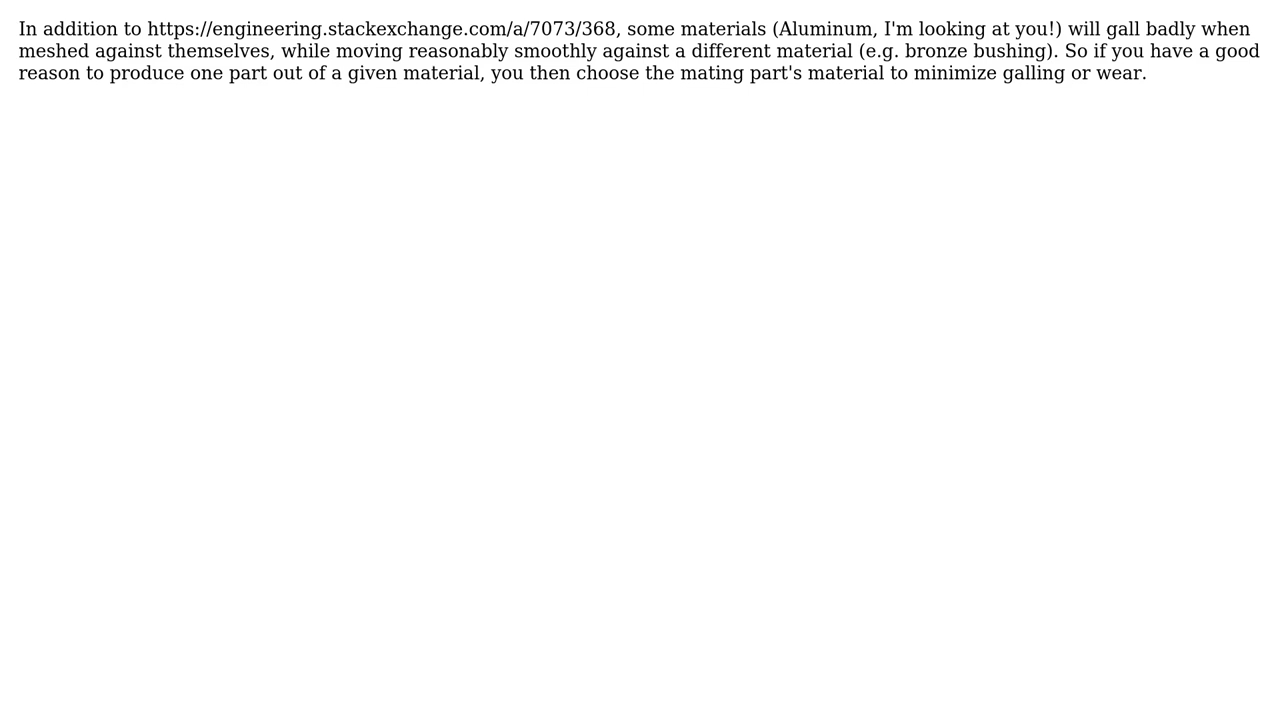 In addition to https://engineering.stackexchange.com/a/7073/368, some materials (Aluminum, I'm looking at you!) will gall badly when
meshed against themselves, while moving reasonably smoothly against a different material (e.g. bronze bushing). So if you have a good
reason to produce one part out of a given material, you then choose the mating part's material to minimize galling or wear.